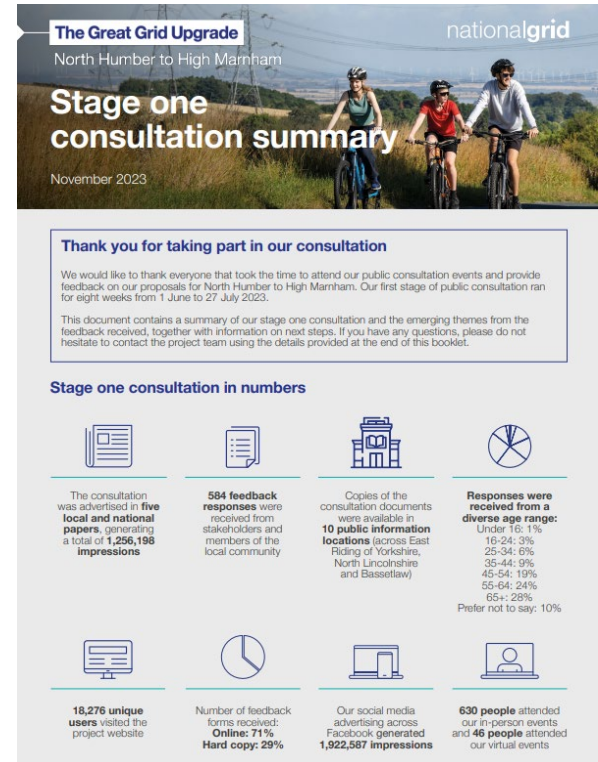 The Great Grid Upgrade
nationalgrid
North Humber to High Marnham
Stage one
consultation summary
November 2023
Thank you for taking part in our consultation
We would like to thank everyone that took the time to attend our public consultation events and provide
feedback on our proposals for North Humber to High Marnham. Our first stage of public consultation ran
for eight weeks from 1 June to 27 July 2023.
This document contains a summary of our stage one consultation and the emerging themes from the
feedback received, together with information on next steps. If you have any questions, please do not
hesitate to contact the project team using the details provided at the end of this booklet.
Stage one consultation in numbers
The consultation
was advertised in five
local and national
papers, generating
a total of 1,256,198
impressions
584 feedback
responses were
received from
stakeholders and
members of the
local community
Copies of the
consultation documents
were available in
10 public information
locations (across East
Riding of Yorkshire,
North Lincolnshire
and Bassetlaw)
Responses were
received from a
diverse age range:
Under 16: 1%
16-24: 3%
25-34: 6%
35-44: 9%
45-54: 19%
55-64: 24%
65+: 28%
Prefer not to say: 10%
18,276 unique
users visited the
project website
Number of feedback
forms received:
Online: 71%
Hard copy: 29%
Our social media
advertising across
Facebook generated
1,922,587 impressions
630 people attended
our in-person events
and 46 people attended
our virtual events